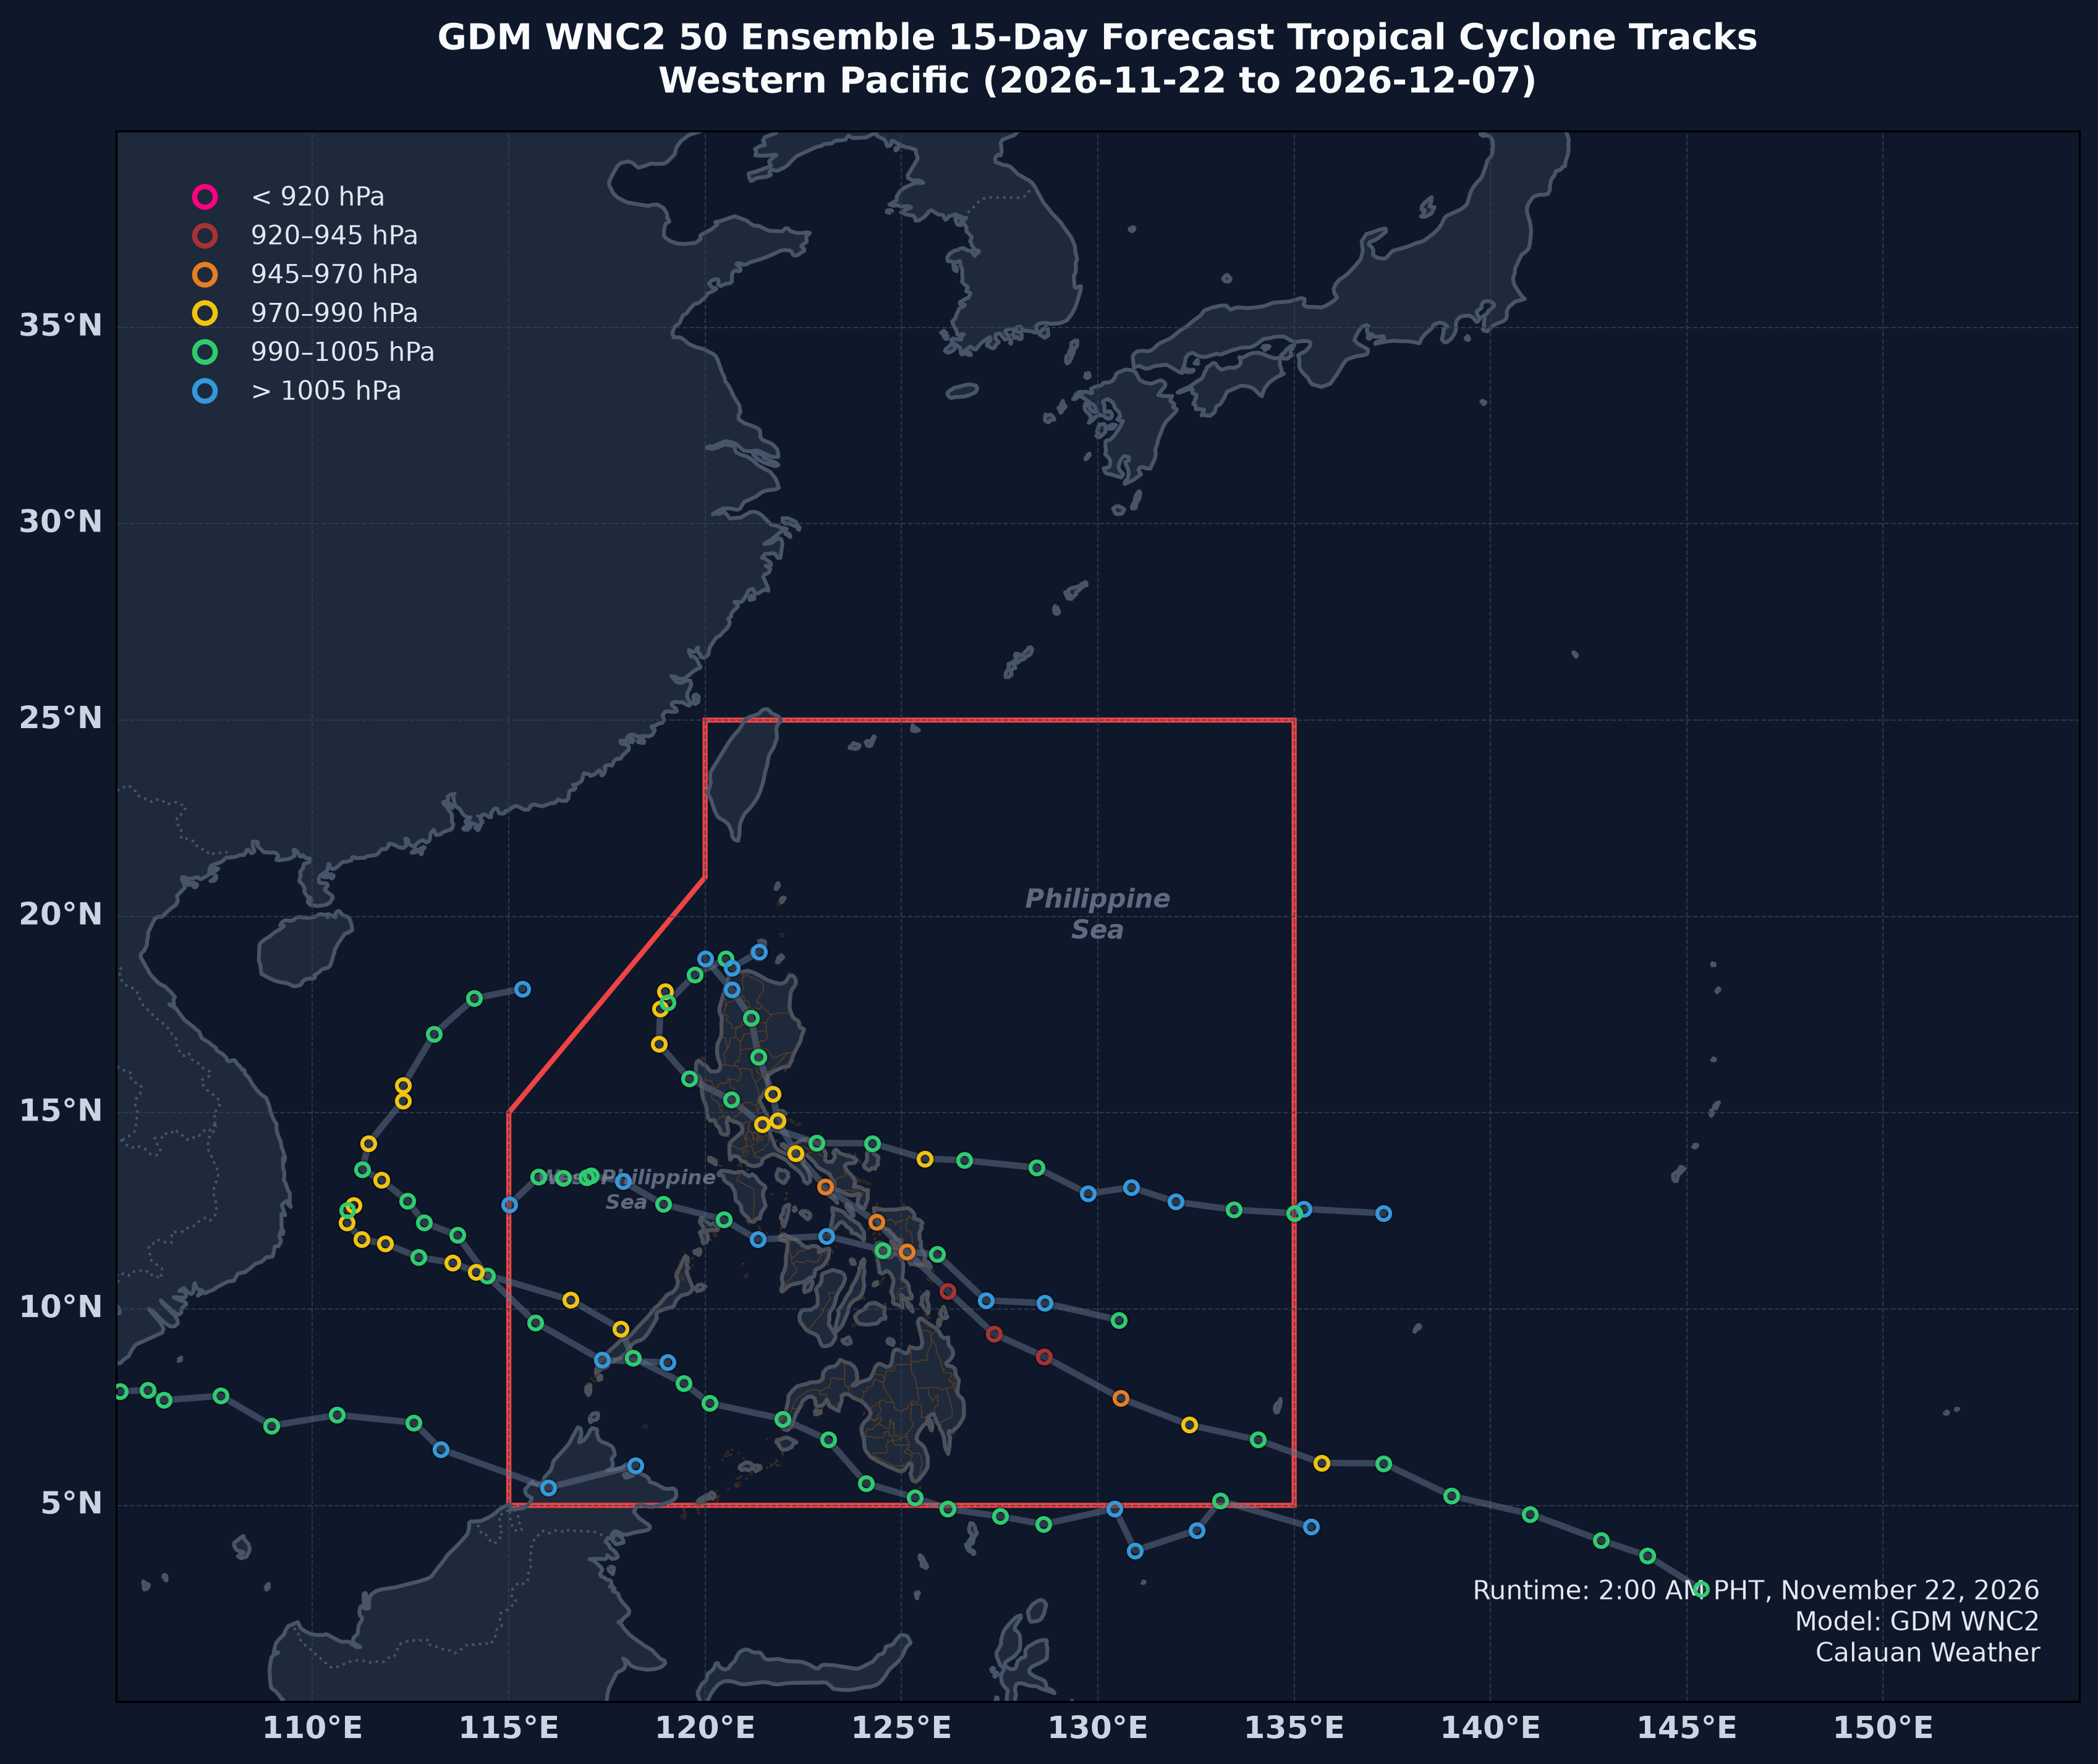 GDM WNC2 50 Ensemble 15-Day Forecast Tropical Cyclone Tracks
Western Pacific (2026-11-22 to 2026-12-07)
< 920 hPa
920–945 hPa
945–970 hPa
970–990 hPa
990–1005 hPa
> 1005 hPa
35°N
30°N
25°N
20°N
15°N
10°N
5°N
Philippine
Sea
West Philippine
Sea
Runtime: 2:00 AM PHT, November 22, 2026
Model: GDM WNC2
Calauan Weather
110°E
115°E
120°E
125°E
130°E
135°E
140°E
145°E
150°E